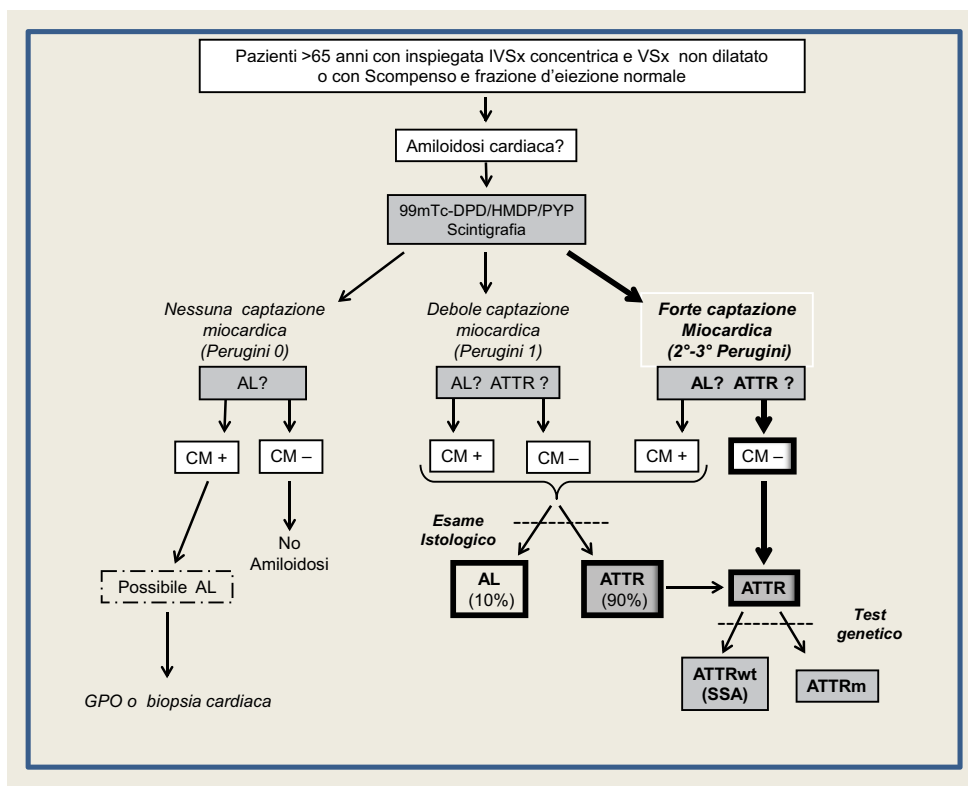 Pazienti >65 anni con inspiegata IVSx concentrica e VSx non dilatato
o con Scompenso e frazione d'eiezione normale
Amiloidosi cardiaca?
99mTc-DPD/HMDP/PYP
Scintigrafia
Nessuna captazione
miocardica
(Perugini 0)
Debole captazione
miocardica
(Perugini 1)
Forte captazione
Miocardica
(2°-3° Perugini)
AL?
AL? ATTR ?
AL? ATTR ?
CM +
CM –
CM +
CM –
CM +
CM –
Esame
Istologico
No
Amiloidosi
Possibile AL
AL
(10%)
ATTR
(90%)
ATTR
Test
genetico
ATTRwt
(SSA)
ATTRm
GPO o biopsia cardiaca